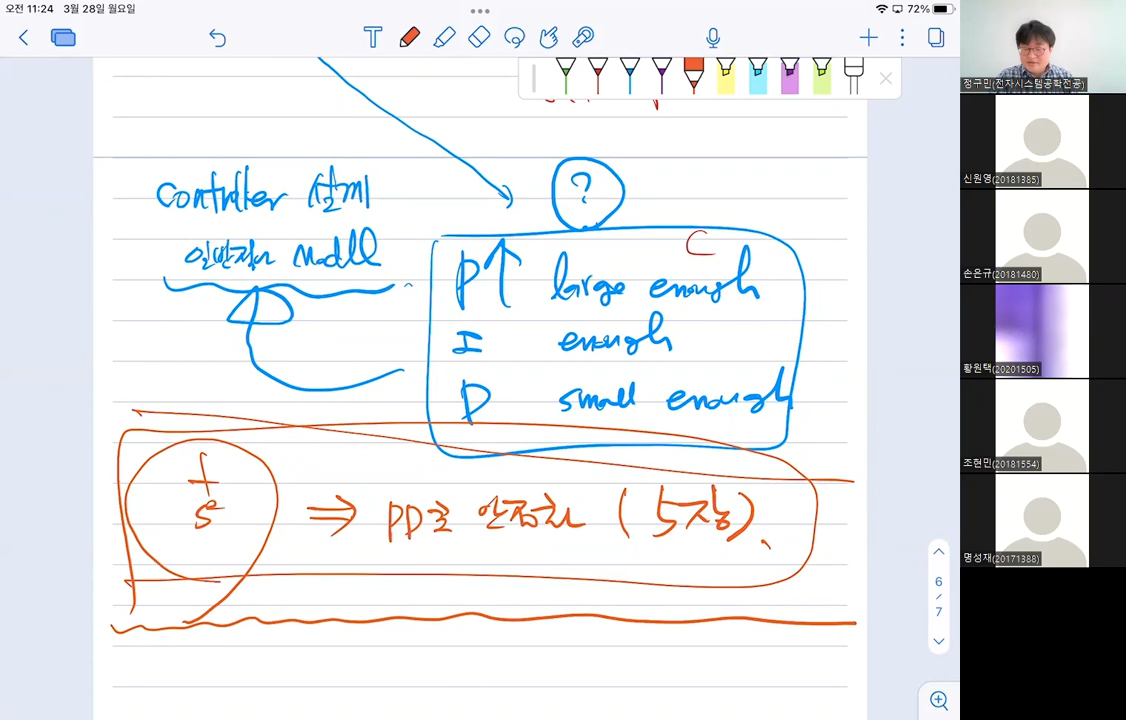 오전 11:24 3월 28일 월요일
72%
T
정구민(전자시스템공학전공)
신원영(20181385)
손은규(20181480)
황원택(20201505)
조현민(20181554)
명성재(20171388)
?
Controller 설계
일반적인 Model
C
P↑ large enough
I enough
D small enough
1/s² ⇒ PD로 안정화 (5장).
6
7